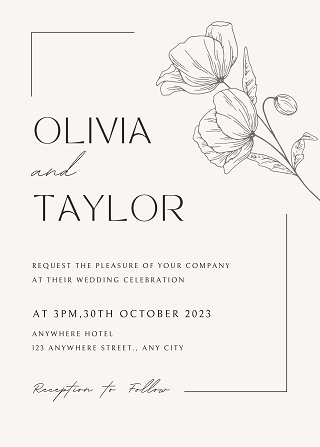 OLIVIA
and
TAYLOR
REQUEST THE PLEASURE OF YOUR COMPANY
AT THEIR WEDDING CELEBRATION
AT 3PM,30TH OCTOBER 2023
ANYWHERE HOTEL
123 ANYWHERE STREET., ANY CITY
Reception to Follow